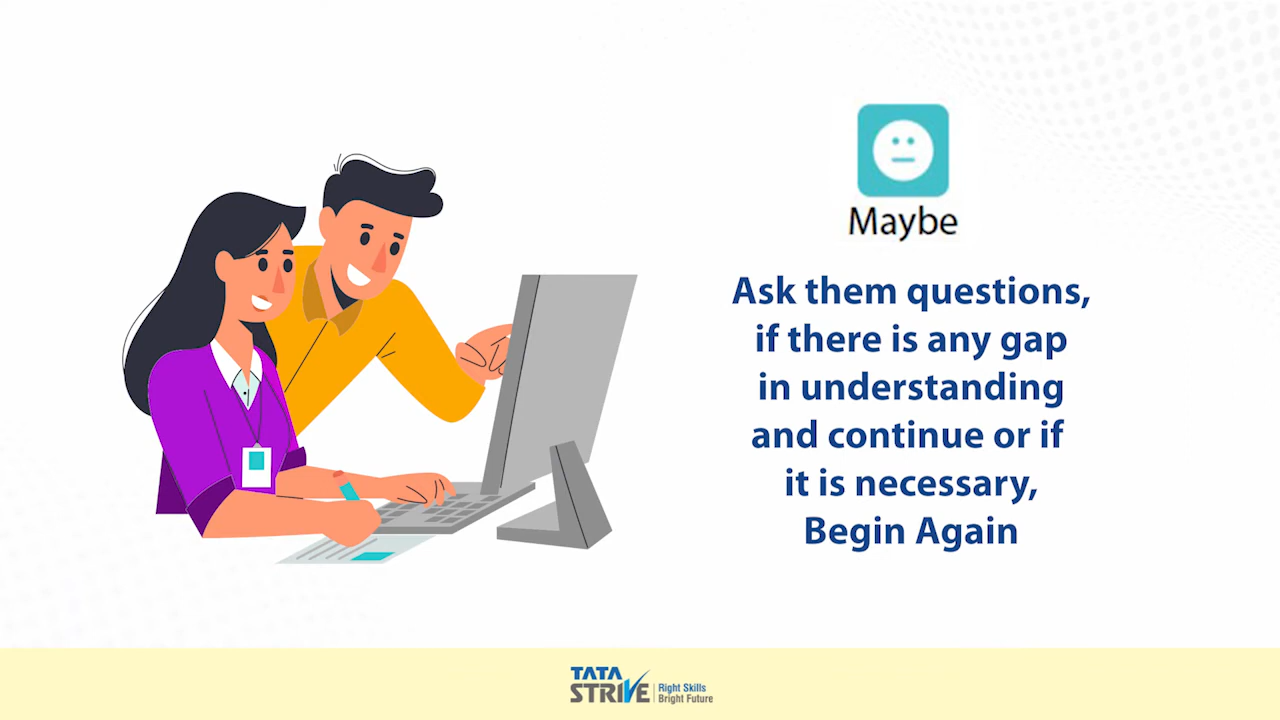 Maybe
Ask them questions,
if there is any gap
in understanding
and continue or if
it is necessary,
Begin Again
TATA
STRIVE
Right Skills
Bright Future